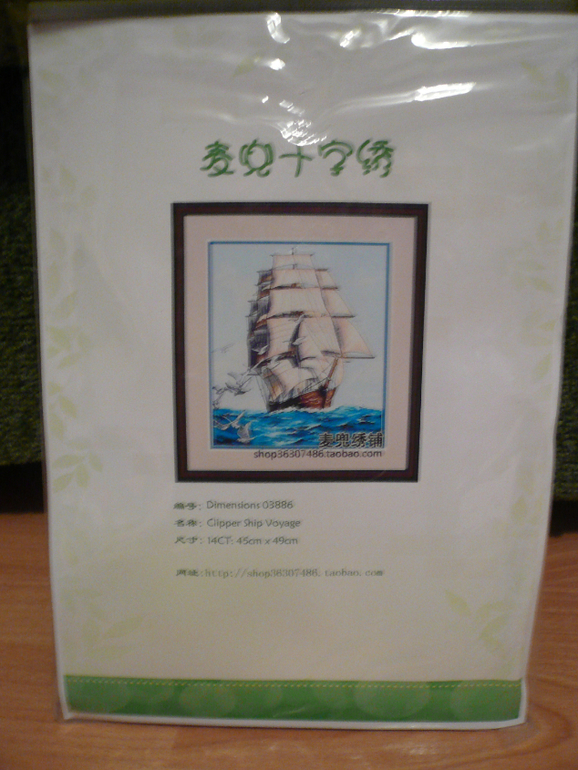 麦兜十字绣
麦兜绣铺
shop36307486.taobao.com
编号: Dimensions 03886
名称: Clipper Ship Voyage
尺寸: 14CT: 45cm x 49cm
网址:http://shop36307486.taobao.com